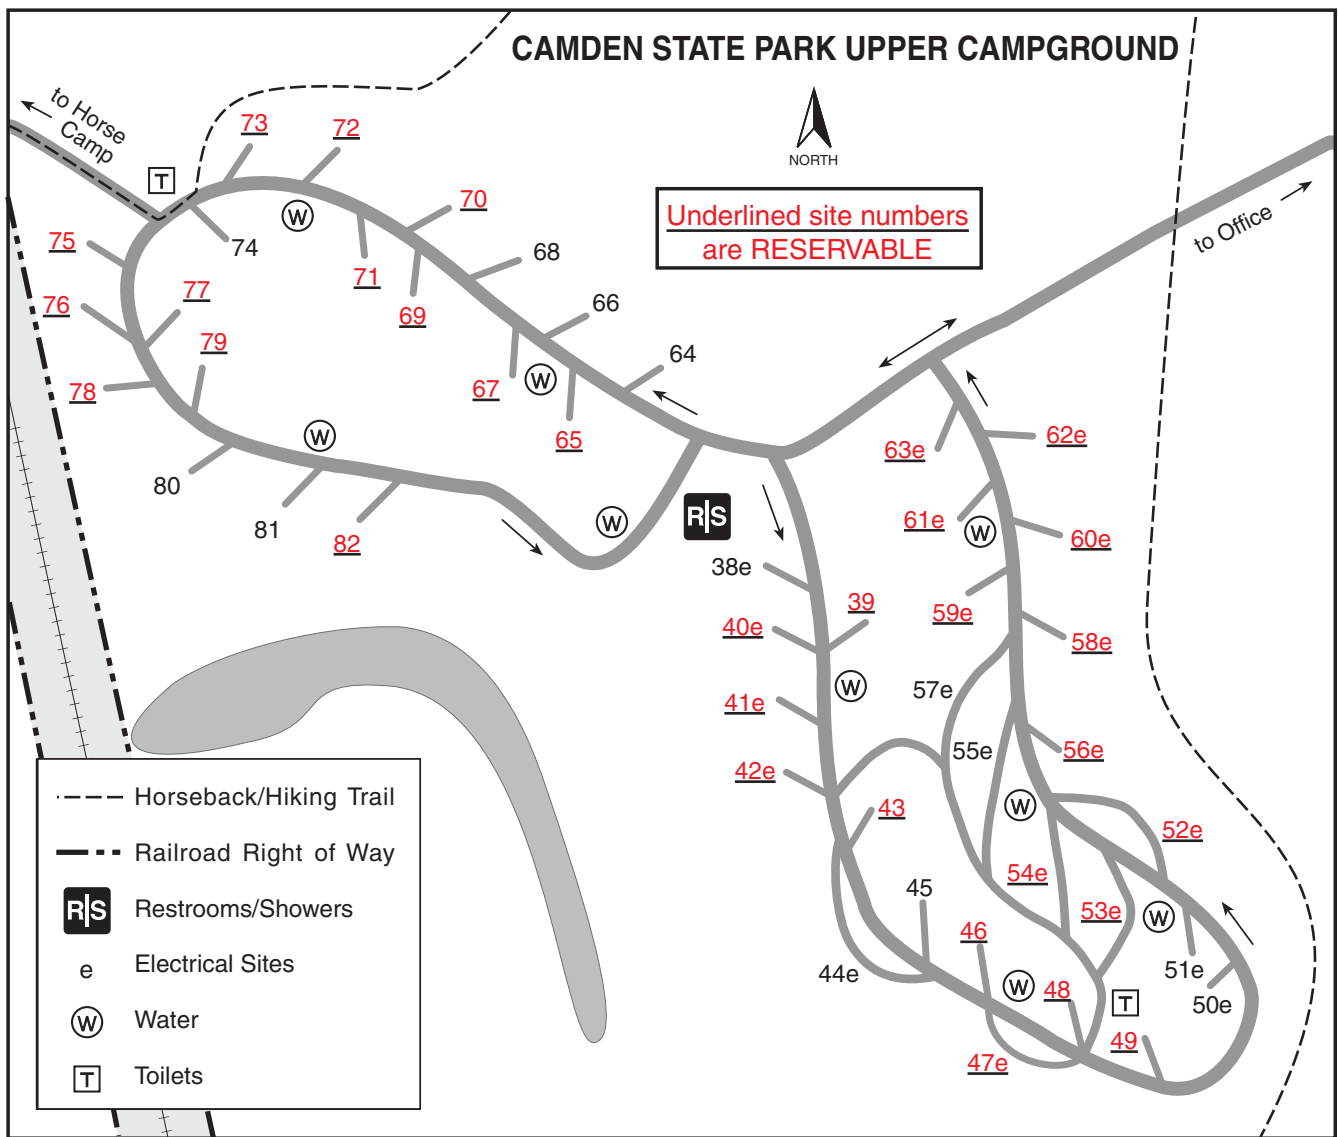 CAMDEN STATE PARK UPPER CAMPGROUND
to Horse
Camp
NORTH
Underlined site numbers
are RESERVABLE
to Office
T
73
72
70
W
74
71
69
68
66
75
76
77
79
78
67
W
65
64
80
W
81
82
W
R|S
63e
62e
61e
W
60e
38e
39
40e
59e
58e
W
41e
57e
42e
55e
56e
43
W
52e
54e
45
53e
W
46
44e
51e
50e
W
48
T
49
47e
Horseback/Hiking Trail
Railroad Right of Way
R|S Restrooms/Showers
e Electrical Sites
W Water
T Toilets